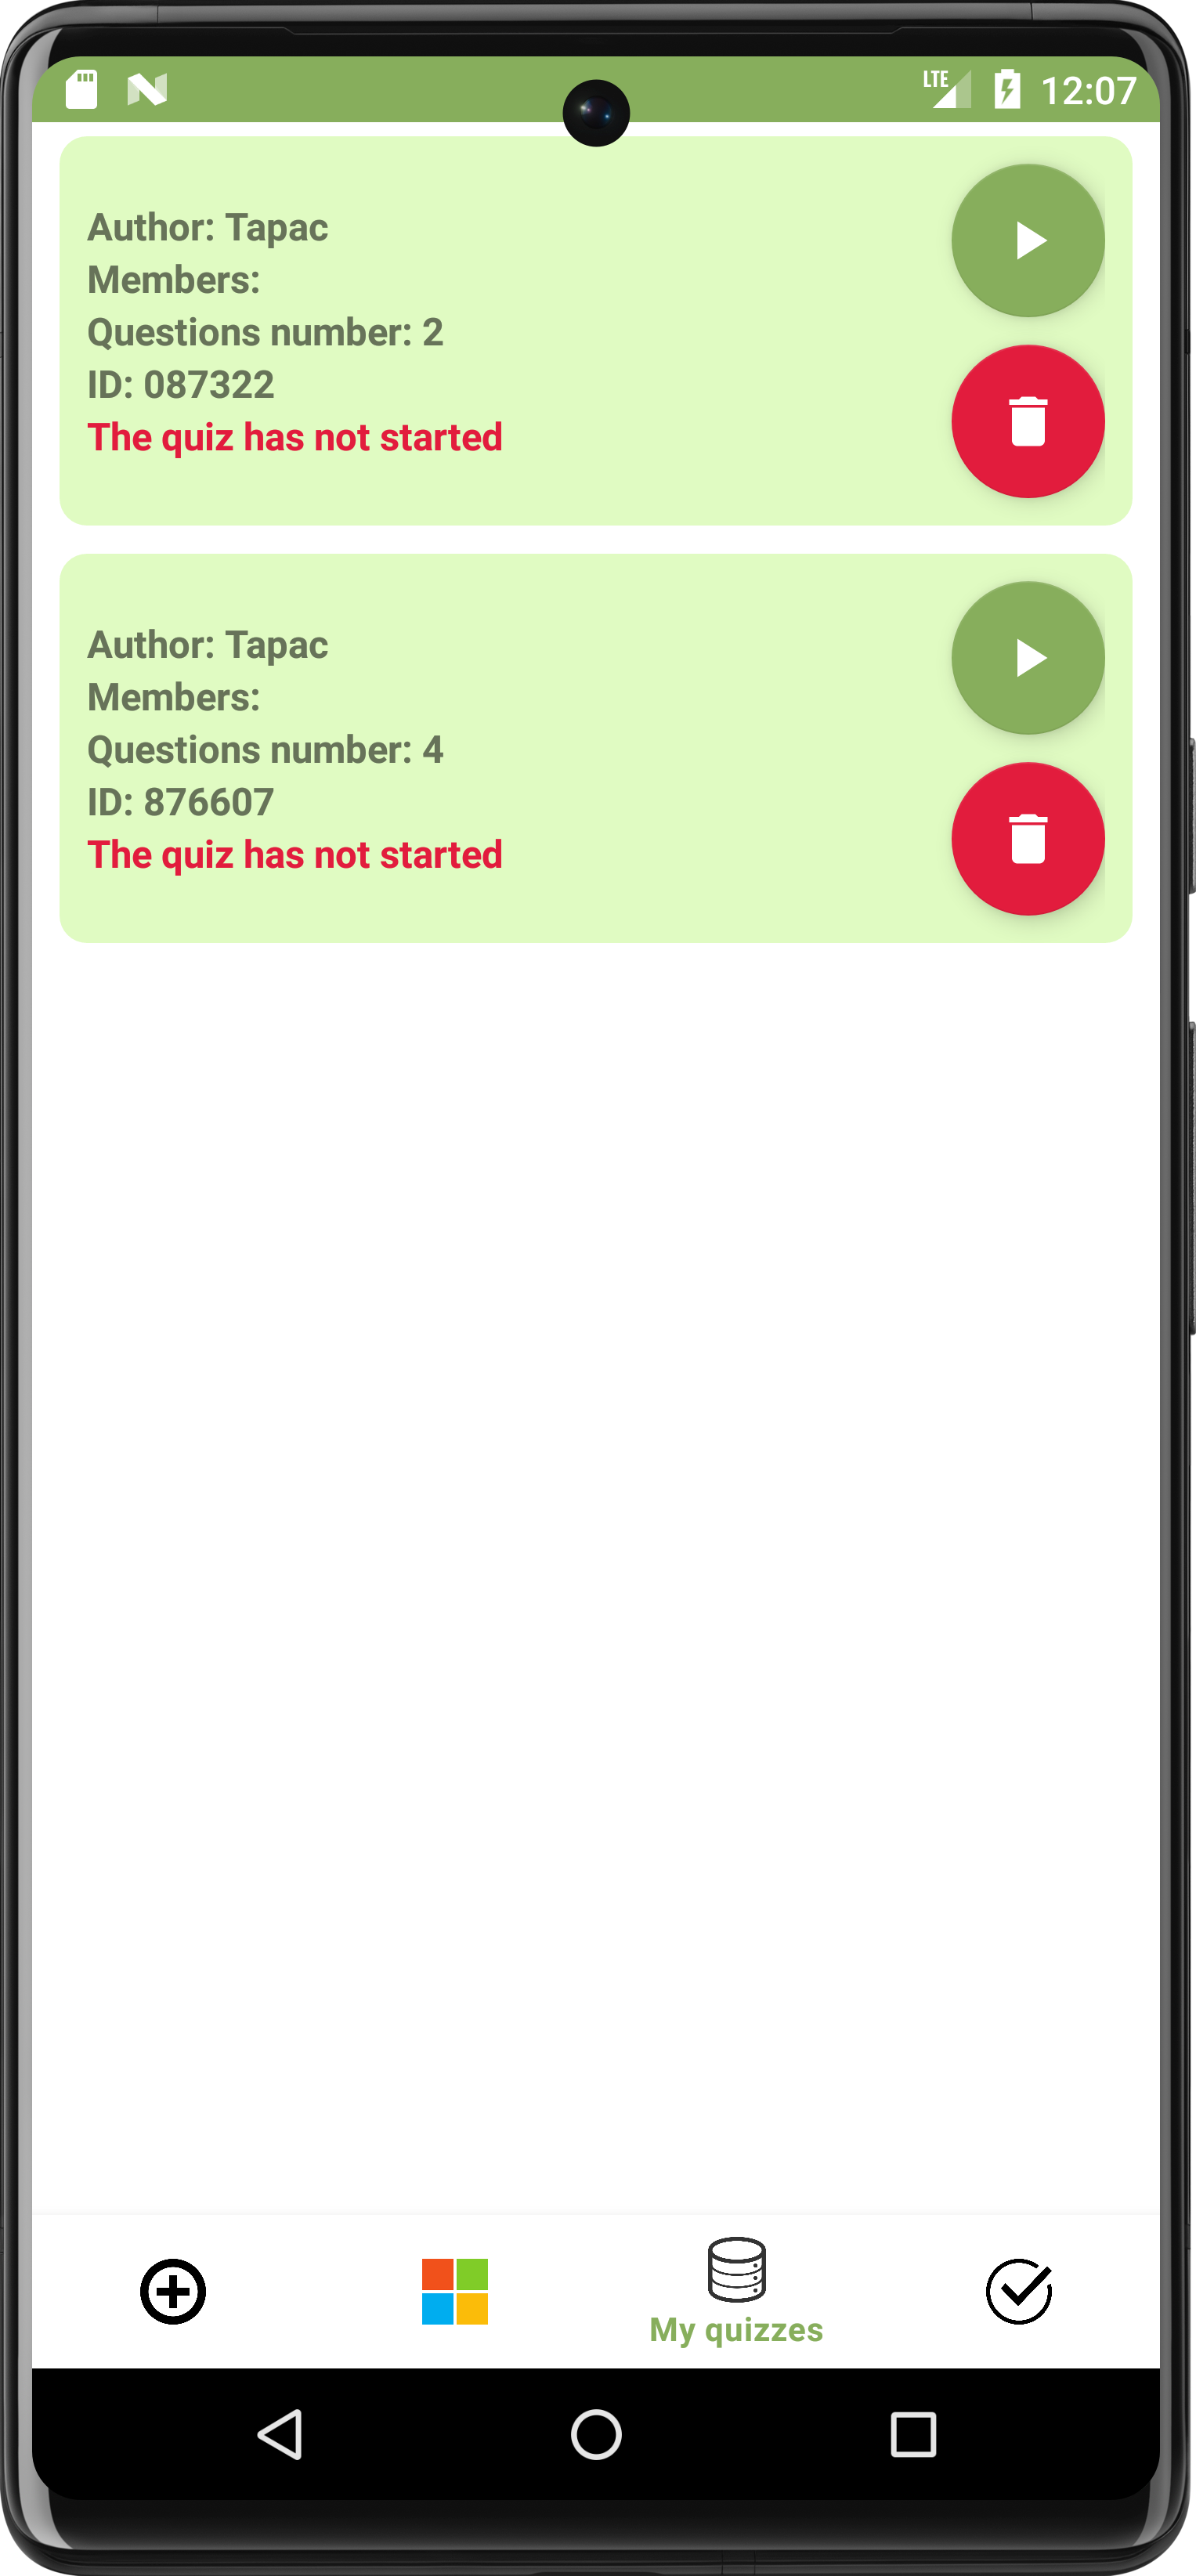 LTE 12:07
Author: Tapac
Members:
Questions number: 2
ID: 087322
The quiz has not started
Author: Tapac
Members:
Questions number: 4
ID: 876607
The quiz has not started
My quizzes